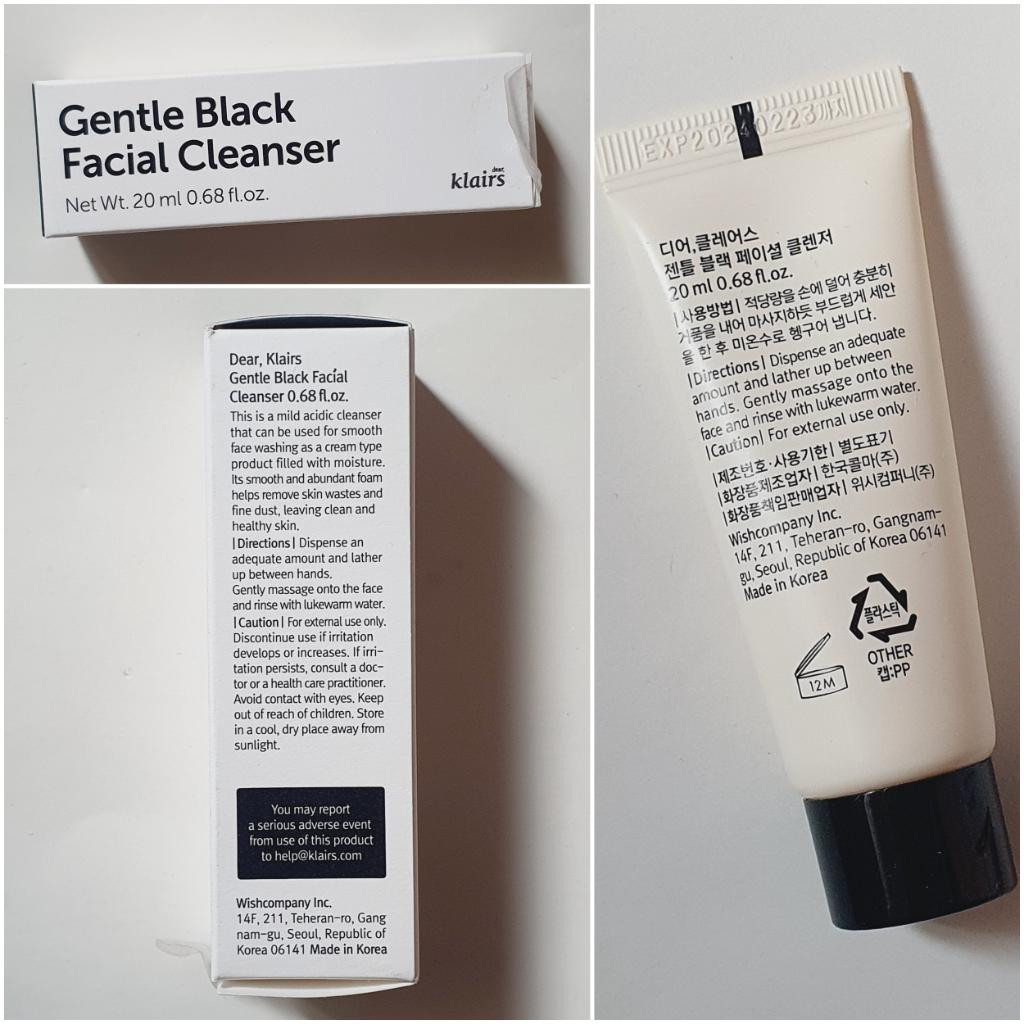 Gentle Black
Facial Cleanser
Net Wt. 20 ml 0.68 fl.oz.
dear,
klairs
Dear, Klairs
Gentle Black Facial
Cleanser 0.68 fl.oz.
This is a mild acidic cleanser
that can be used for smooth
face washing as a cream type
product filled with moisture.
Its smooth and abundant foam
helps remove skin wastes and
fine dust, leaving clean and
healthy skin.
|Directions| Dispense an
adequate amount and lather
up between hands.
Gently massage onto the face
and rinse with lukewarm water.
|Caution| For external use only.
Discontinue use if irritation
develops or increases. If irri-
tation persists, consult a doc-
tor or a health care practitioner.
Avoid contact with eyes. Keep
out of reach of children. Store
in a cool, dry place away from
sunlight.
You may report
a serious adverse event
from use of this product
to help@klairs.com
Wishcompany Inc.
14F, 211, Teheran-ro, Gang
nam-gu, Seoul, Republic of
Korea 06141 Made in Korea
EXP20240223까지
디어,클레어스
젠틀 블랙 페이셜 클렌저
20 ml 0.68 fl.oz.
|사용방법| 적당량을 손에 덜어 충분히
거품을 내어 마사지하듯 부드럽게 세안
을 한 후 미온수로 헹구어 냅니다.
|Directions| Dispense an adequate
amount and lather up between
hands. Gently massage onto the
face and rinse with lukewarm water.
|Caution| For external use only.
|제조번호·사용기한| 별도표기
|화장품제조업자| 한국콜마(주)
|화장품책임판매업자| 위시컴퍼니(주)
Wishcompany Inc.
14F, 211, Teheran-ro, Gangnam-
gu, Seoul, Republic of Korea 06141
Made in Korea
플라스틱
OTHER
캡:PP
12M